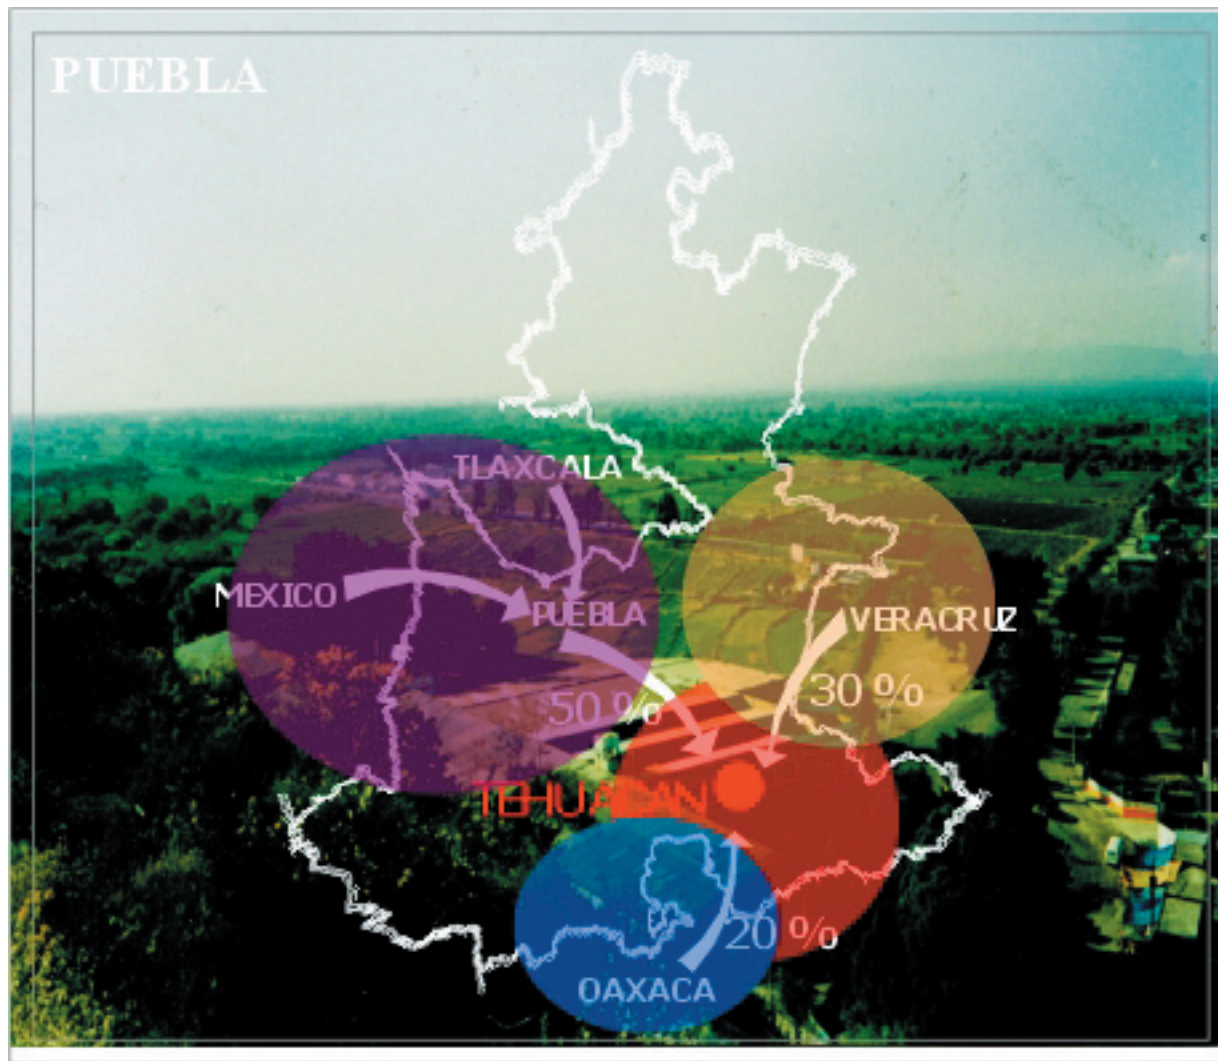 PUEBLA
TLAXCALA
MEXICO
PUEBLA
VERACRUZ
50 %
30 %
TEHUACAN
20 %
OAXACA